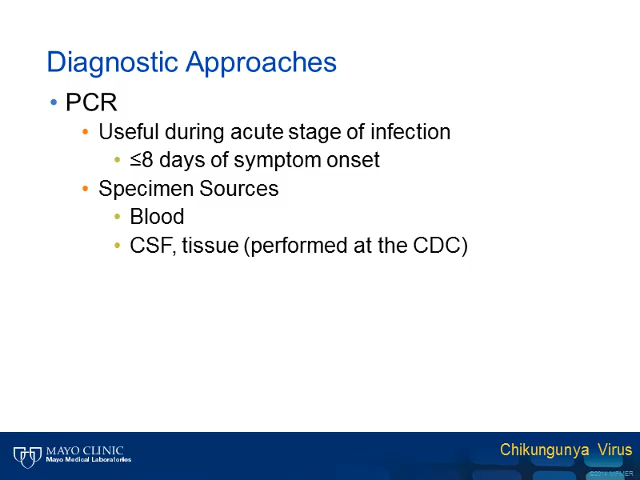 Diagnostic Approaches
• PCR
• Useful during acute stage of infection
• ≤8 days of symptom onset
• Specimen Sources
• Blood
• CSF, tissue (performed at the CDC)
MAYO CLINIC
Mayo Medical Laboratories
Chikungunya Virus